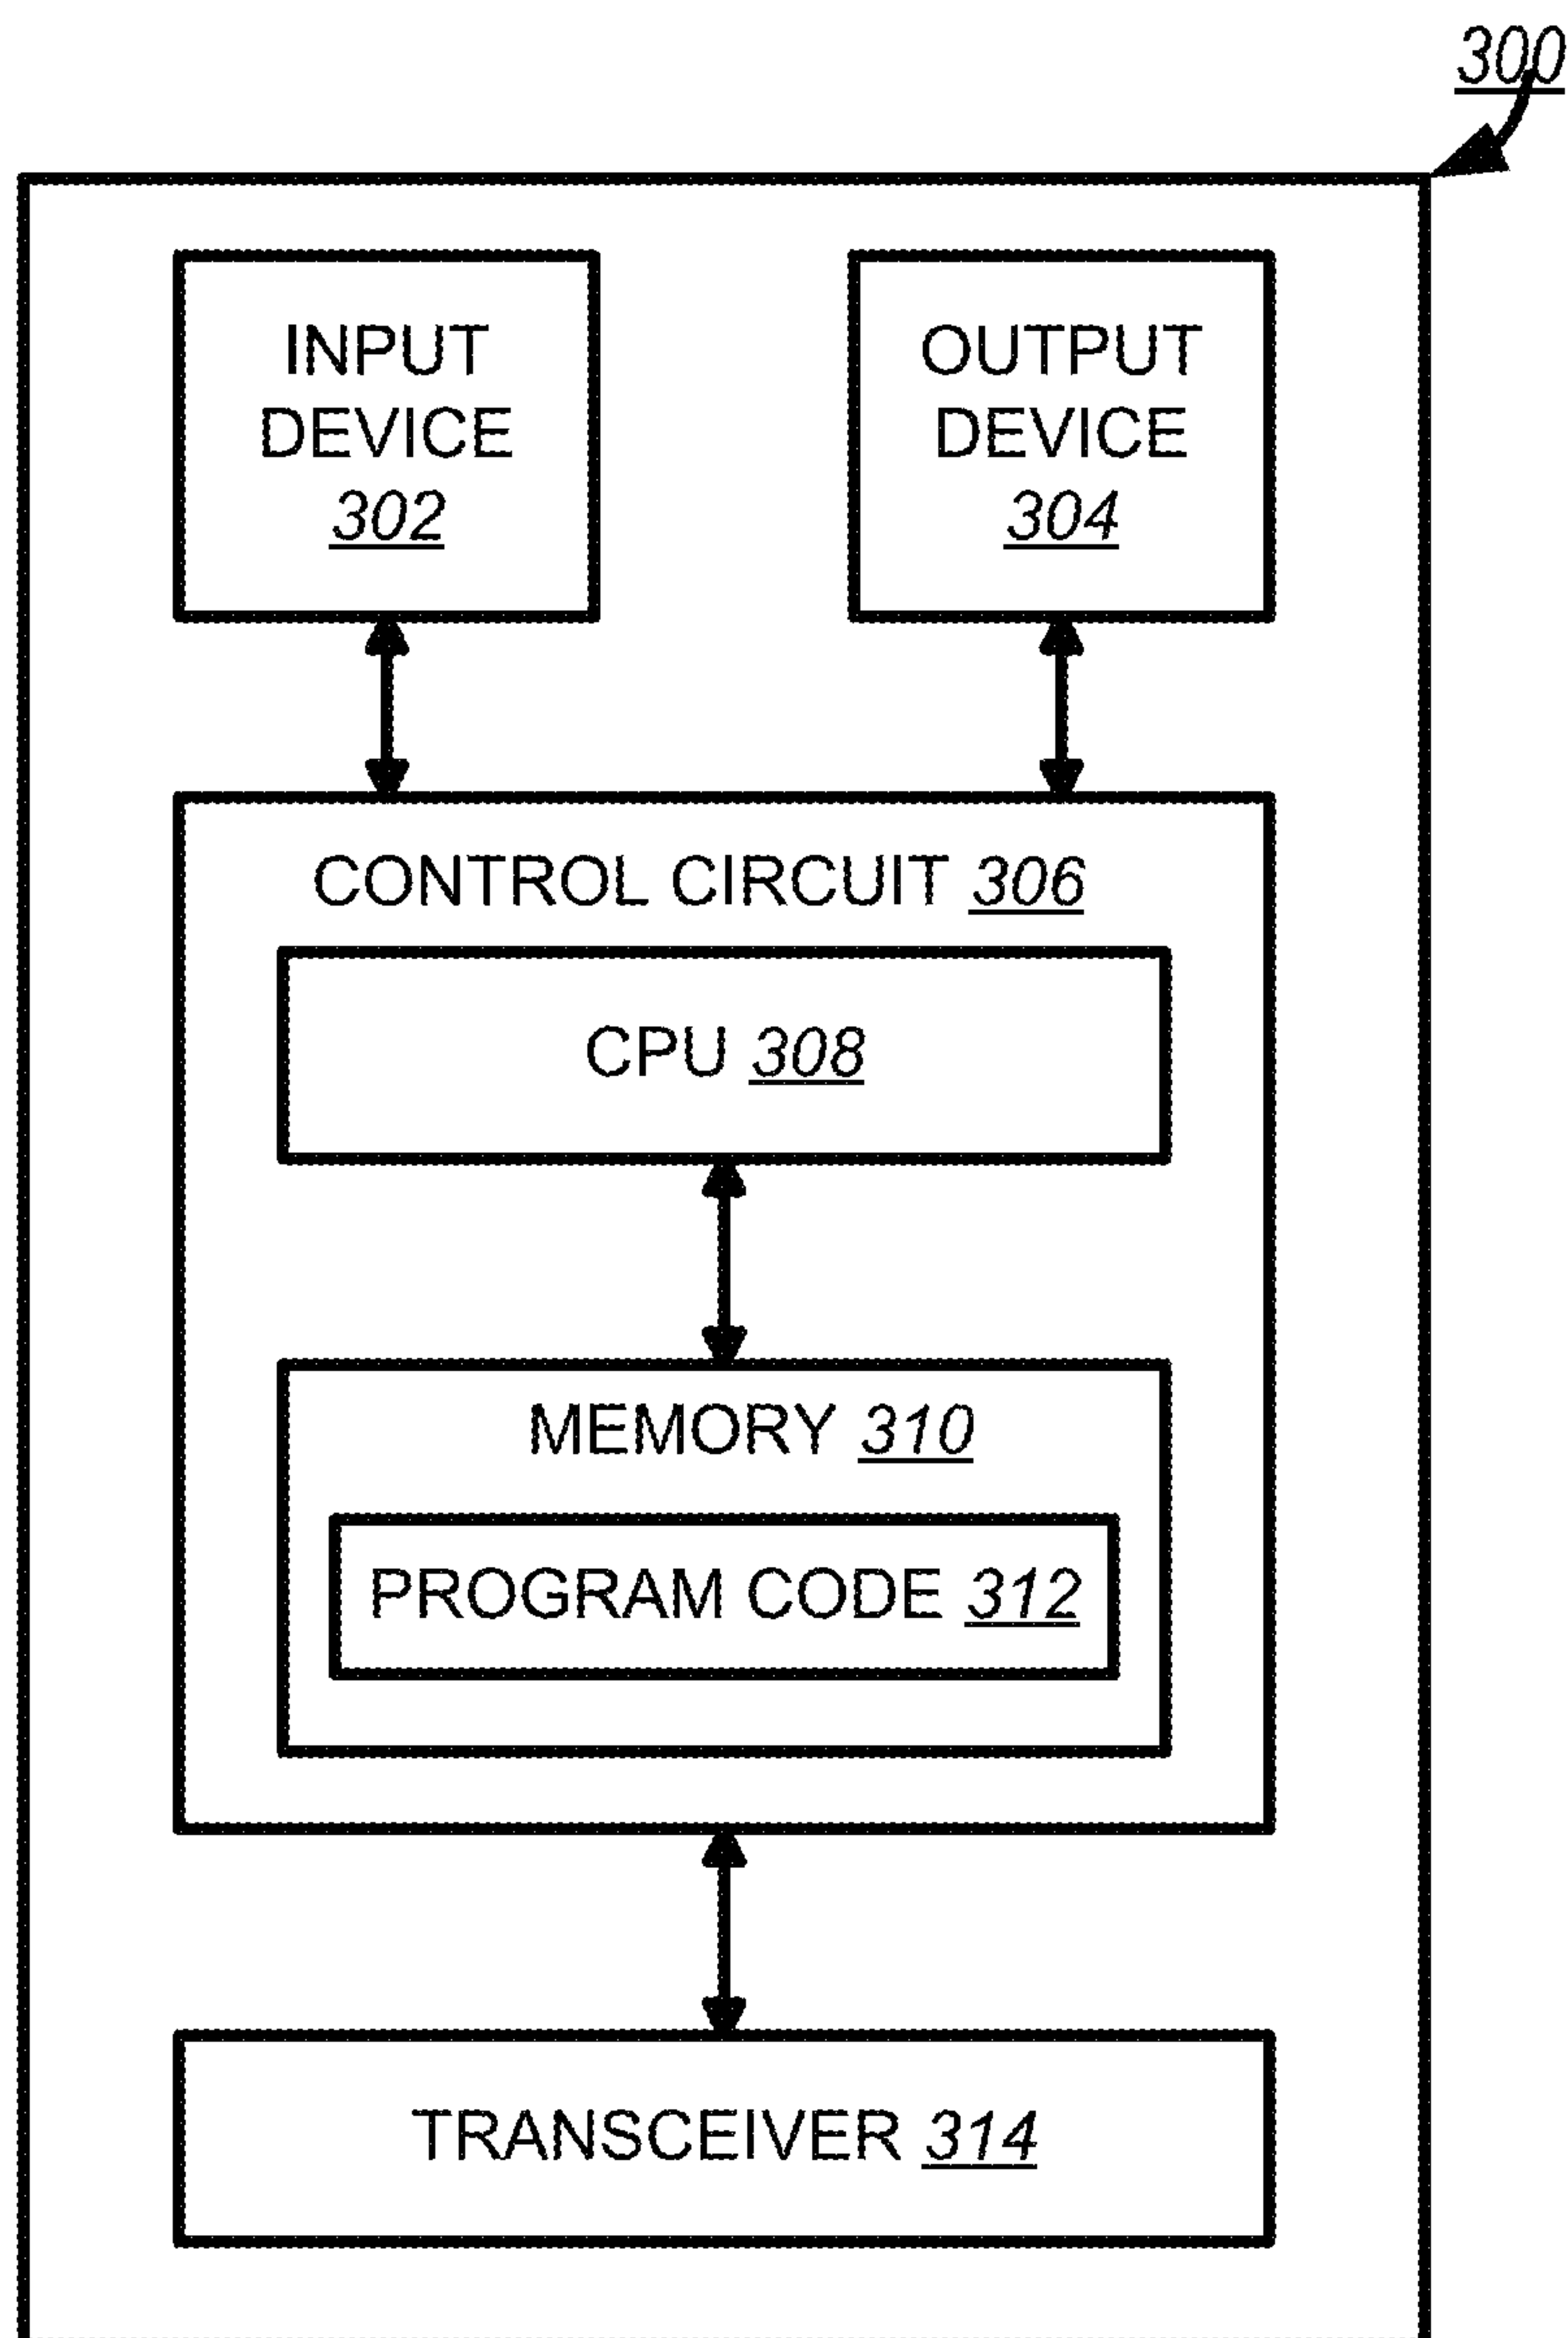 300
INPUT
DEVICE
302
OUTPUT
DEVICE
304
CONTROL CIRCUIT 306
CPU 308
MEMORY 310
PROGRAM CODE 312
TRANSCEIVER 314